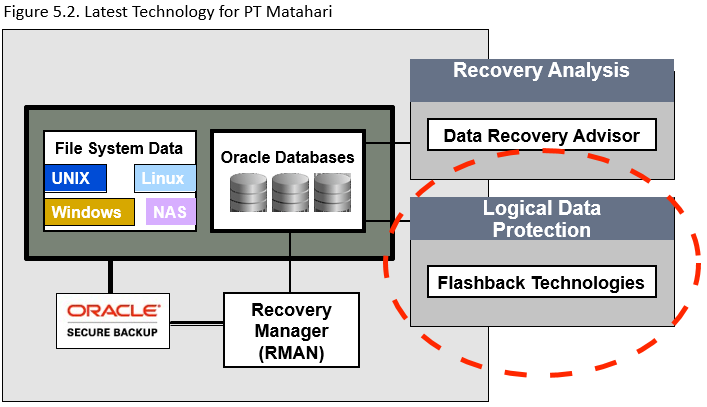 Figure 5.2. Latest Technology for PT Matahari
Recovery Analysis
Data Recovery Advisor
File System Data
UNIX
Linux
Windows
NAS
Oracle Databases
Logical Data
Protection
Flashback Technologies
ORACLE®
SECURE BACKUP
Recovery
Manager
(RMAN)